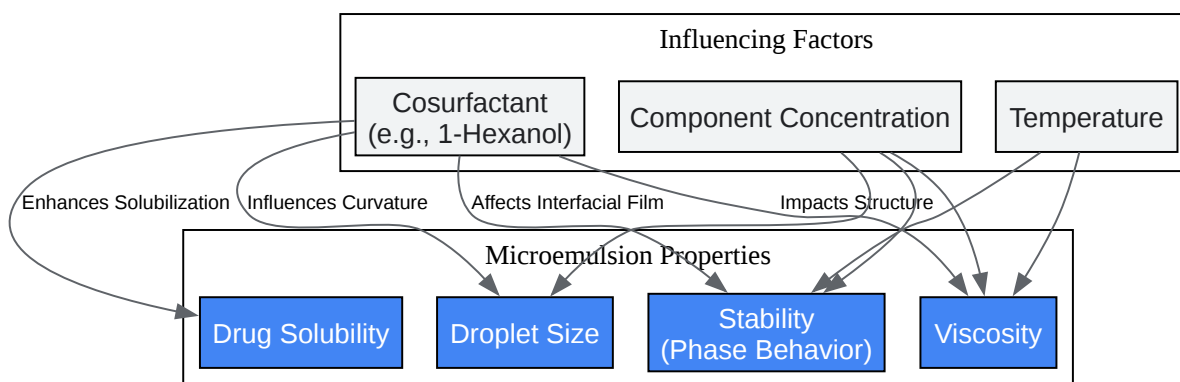 Influencing Factors
Cosurfactant
(e.g., 1-Hexanol)
Component Concentration
Temperature
Enhances Solubilization
Influences Curvature
Affects Interfacial Film
Impacts Structure
Microemulsion Properties
Drug Solubility
Droplet Size
Stability
(Phase Behavior)
Viscosity